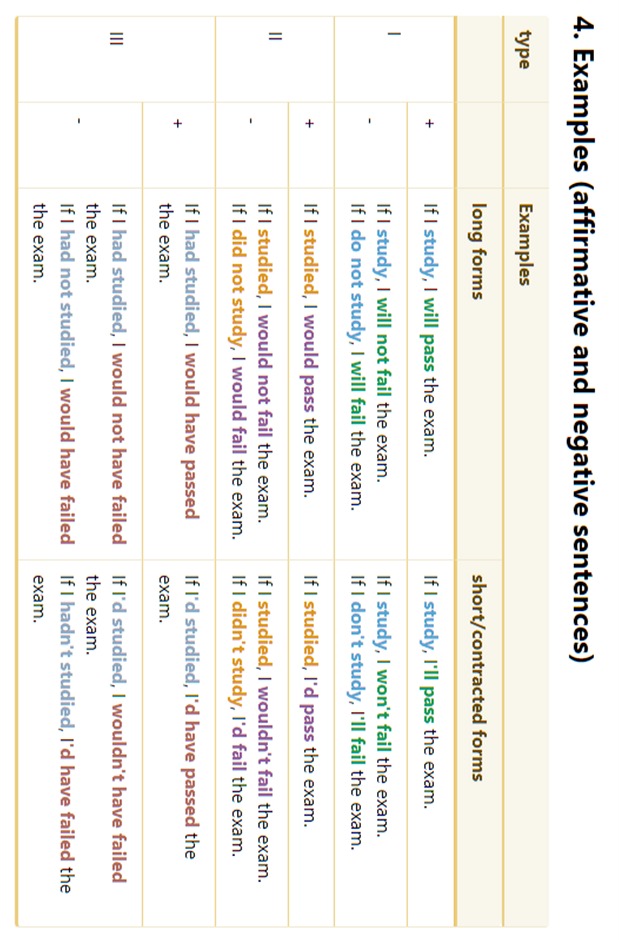 4. Examples (affirmative and negative sentences)
type Examples
long forms short/contracted forms
I + If I study, I will pass the exam. If I study, I'll pass the exam.
- If I study, I will not fail the exam. If I study, I won't fail the exam.
If I do not study, I will fail the exam. If I don't study, I'll fail the exam.
II + If I studied, I would pass the exam. If I studied, I'd pass the exam.
- If I studied, I would not fail the exam. If I studied, I wouldn't fail the exam.
If I did not study, I would fail the exam. If I didn't study, I'd fail the exam.
III + If I had studied, I would have passed If I'd studied, I'd have passed the
the exam. exam.
- If I had studied, I would not have failed If I'd studied, I wouldn't have failed
the exam. the exam.
If I had not studied, I would have failed If I hadn't studied, I'd have failed the
the exam. exam.